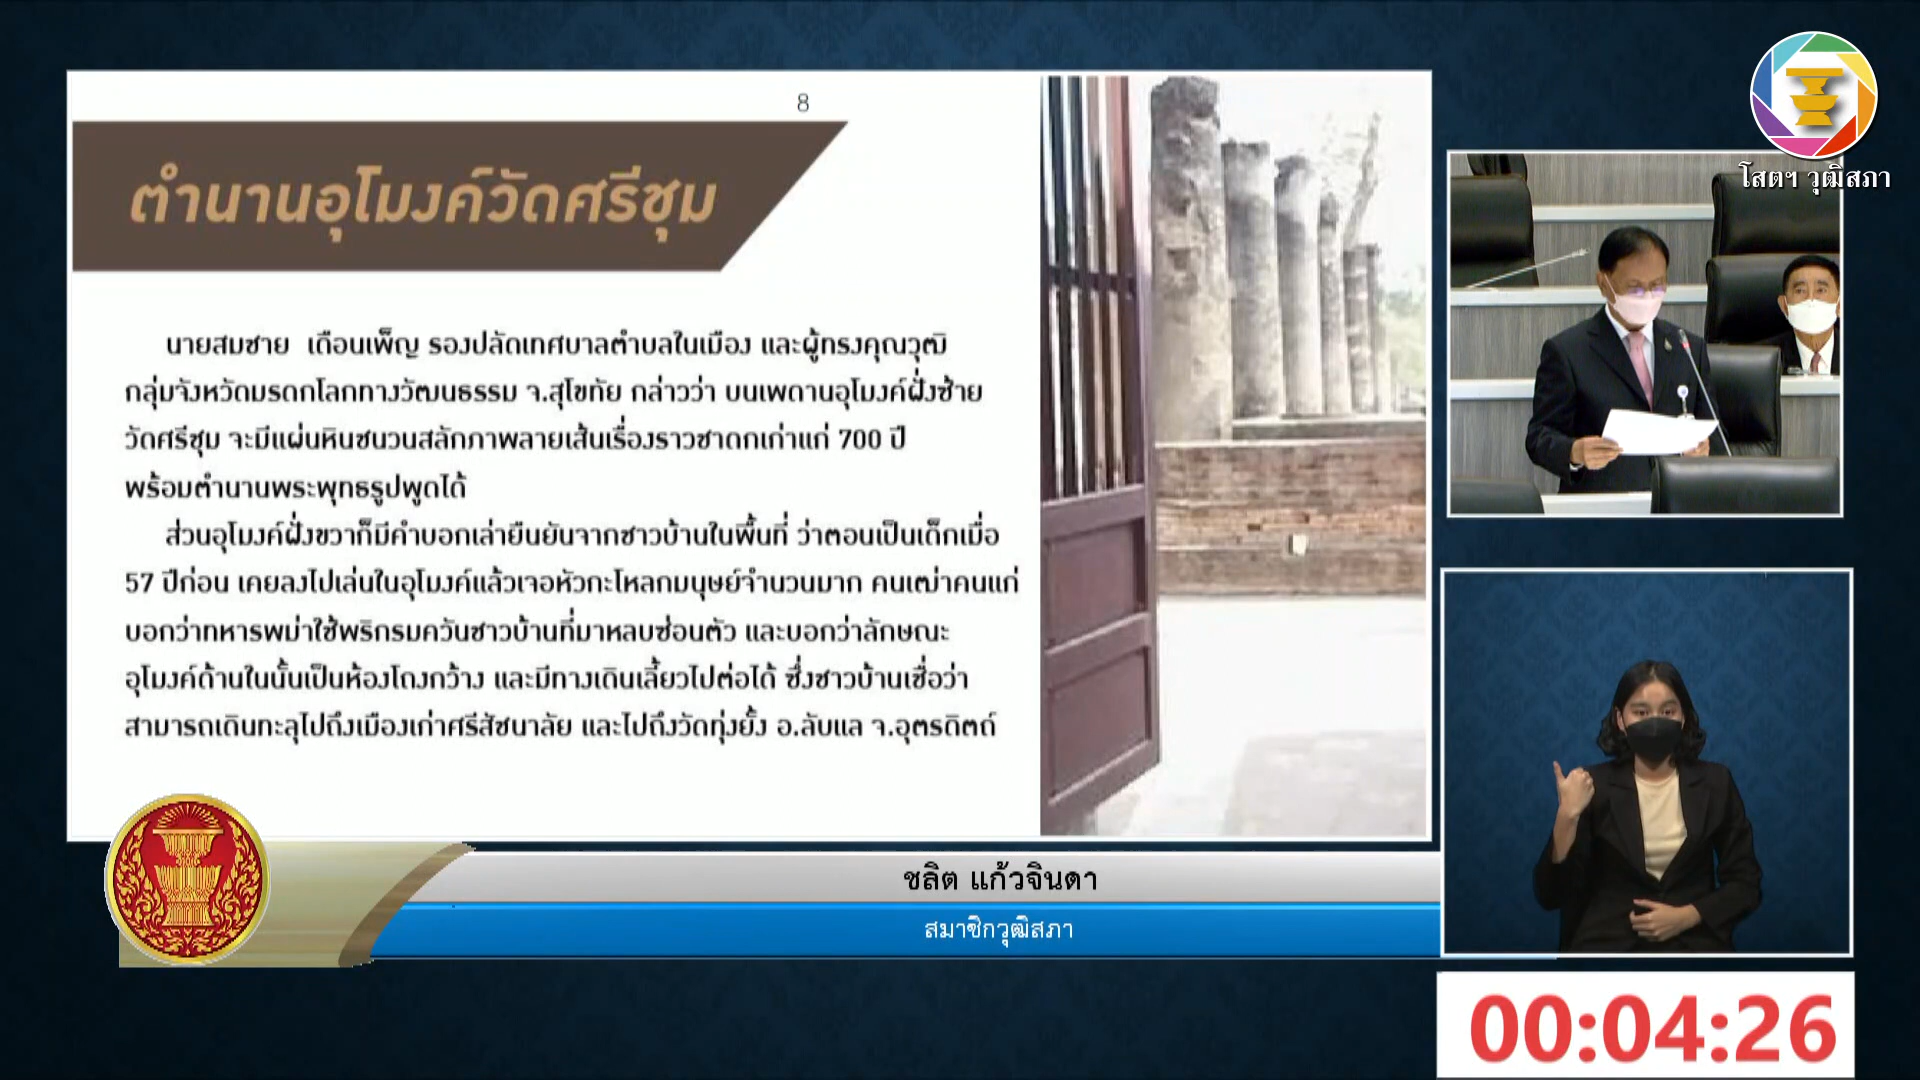 8
ตำนานอุโมงค์วัดศรีชุม
นายสมชาย เดือนเพ็ญ รองปลัดเทศบาลตำบลในเมือง และผู้ทรงคุณวุฒิ
กลุ่มจังหวัดมรดกโลกทางวัฒนธรรม จ.สุโขทัย กล่าวว่า บนเพดานอุโมงค์ฝั่งซ้าย
วัดศรีชุม จะมีแผ่นหินชนวนสลักภาพลายเส้นเรื่องราวชาดกเก่าแก่ 700 ปี
พร้อมตำนานพระพุทธรูปพูดได้
ส่วนอุโมงค์ฝั่งขวาก็มีคำบอกเล่ายืนยันจากชาวบ้านในพื้นที่ ว่าตอนเป็นเด็กเมื่อ
57 ปีก่อน เคยลงไปเล่นในอุโมงค์แล้วเจอหัวกะโหลกมนุษย์จำนวนมาก คนเฒ่าคนแก่
บอกว่าทหารพม่าใช้พริกรมควันชาวบ้านที่มาหลบซ่อนตัว และบอกว่าลักษณะ
อุโมงค์ด้านในนั้นเป็นห้องโถงกว้าง และมีทางเดินเลี้ยวไปต่อได้ ซึ่งชาวบ้านเชื่อว่า
สามารถเดินทะลุไปถึงเมืองเก่าศรีสัชนาลัย และไปถึงวัดทุ่งยั้ง อ.ลับแล จ.อุตรดิตถ์
โสตฯ วุฒิสภา
ชลิต แก้วจินดา
สมาชิกวุฒิสภา
00:04:26